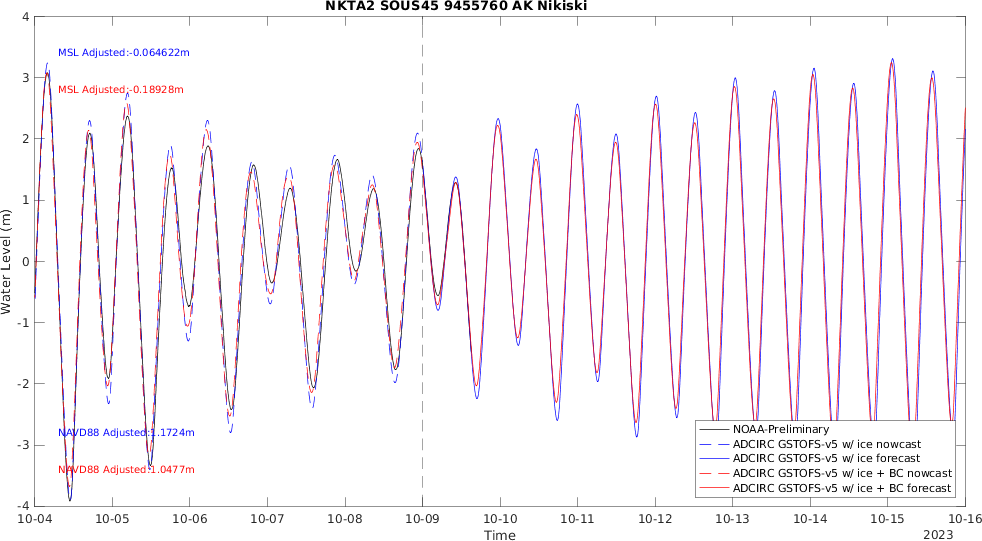 NKTA2 SOUS45 9455760 AK Nikiski
4
3
2
1
0
-1
-2
-3
-4
Water Level (m)
MSL Adjusted:-0.064622m
MSL Adjusted:-0.18928m
NAVD88 Adjusted:1.1724m
NAVD88 Adjusted:1.0477m
NOAA-Preliminary
ADCIRC GSTOFS-v5 w/ ice nowcast
ADCIRC GSTOFS-v5 w/ ice forecast
ADCIRC GSTOFS-v5 w/ ice + BC nowcast
ADCIRC GSTOFS-v5 w/ ice + BC forecast
10-04 10-05 10-06 10-07 10-08 10-09 10-10 10-11 10-12 10-13 10-14 10-15 10-16
Time
2023